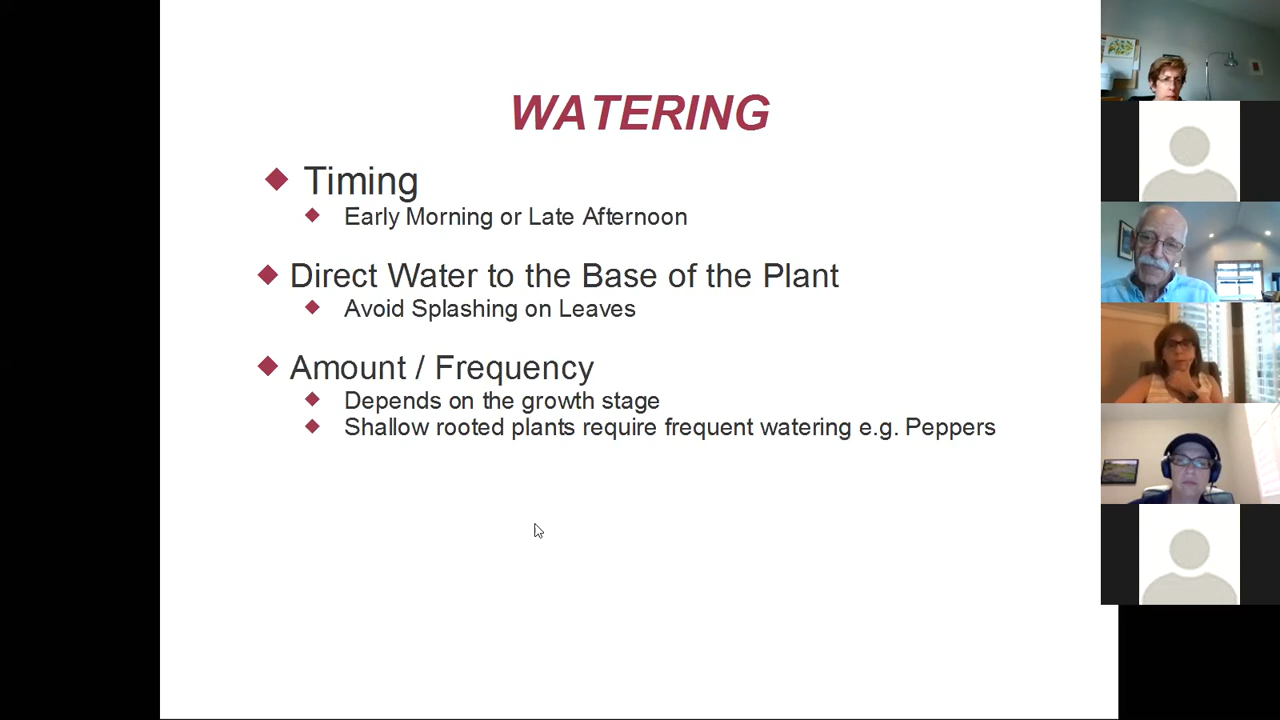 WATERING
Timing
Early Morning or Late Afternoon
Direct Water to the Base of the Plant
Avoid Splashing on Leaves
Amount / Frequency
Depends on the growth stage
Shallow rooted plants require frequent watering e.g. Peppers